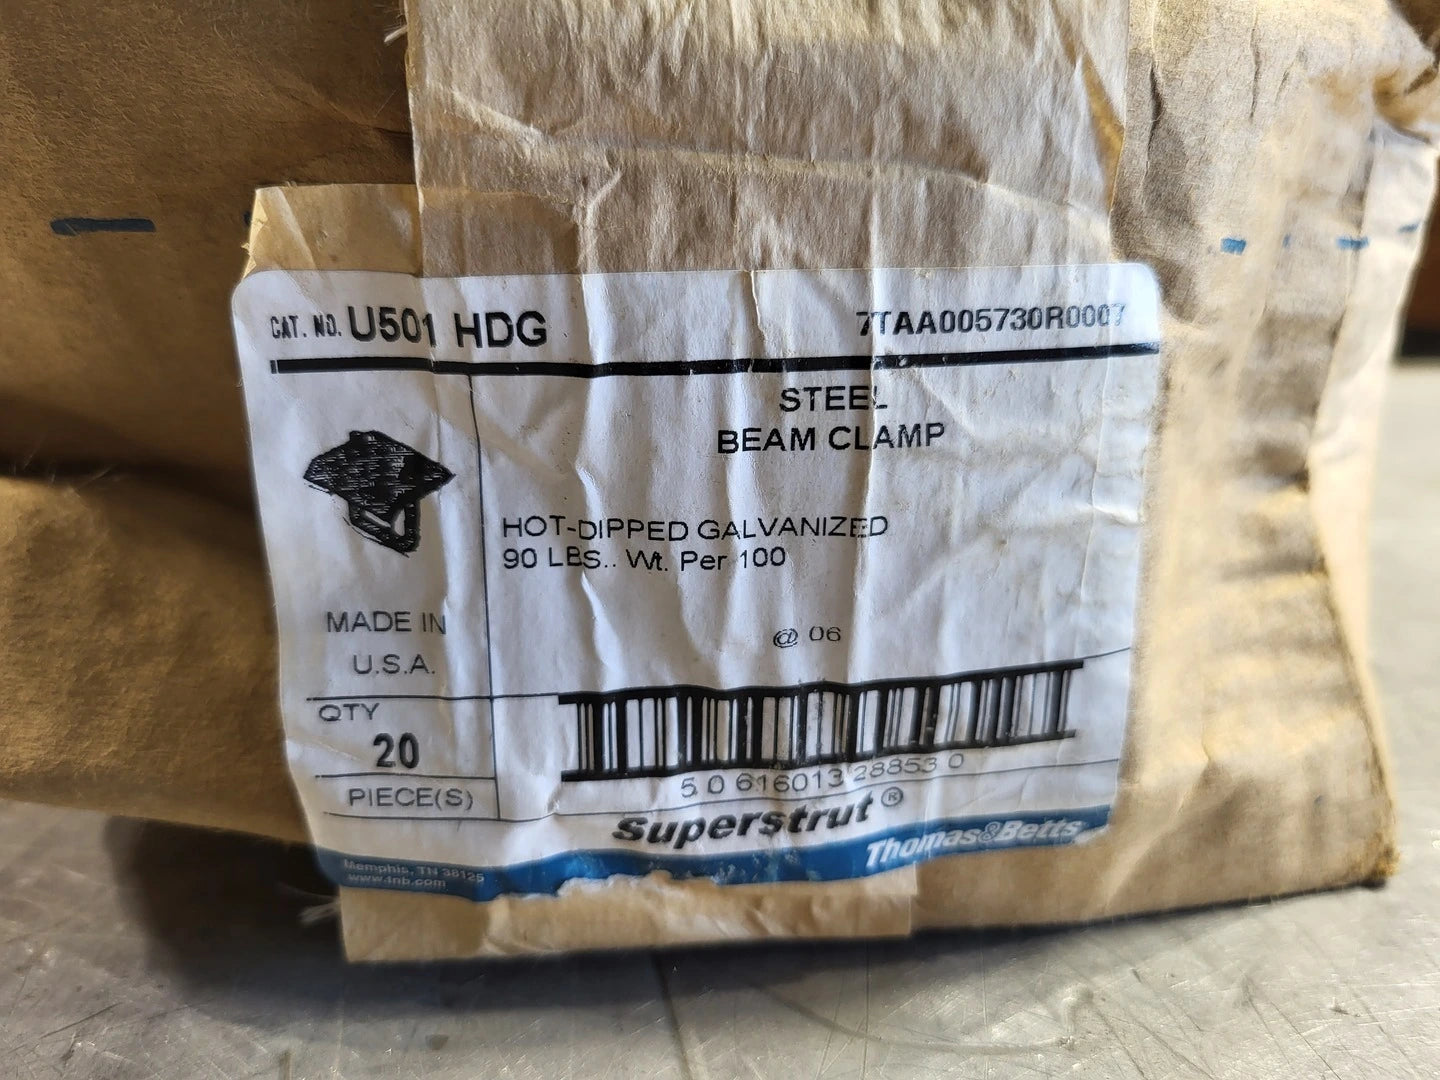 CAT. NO. U501 HDG
7TAA005730R0007
STEEL
BEAM CLAMP
HOT-DIPPED GALVANIZED
90 LBS.. Wt. Per 100
@ 06
MADE IN
U.S.A.
QTY
20
PIECE(S)
5 0 616013 28853 0
Superstrut®
Thomas&Betts
Memphis, TN 38125
www.tnb.com